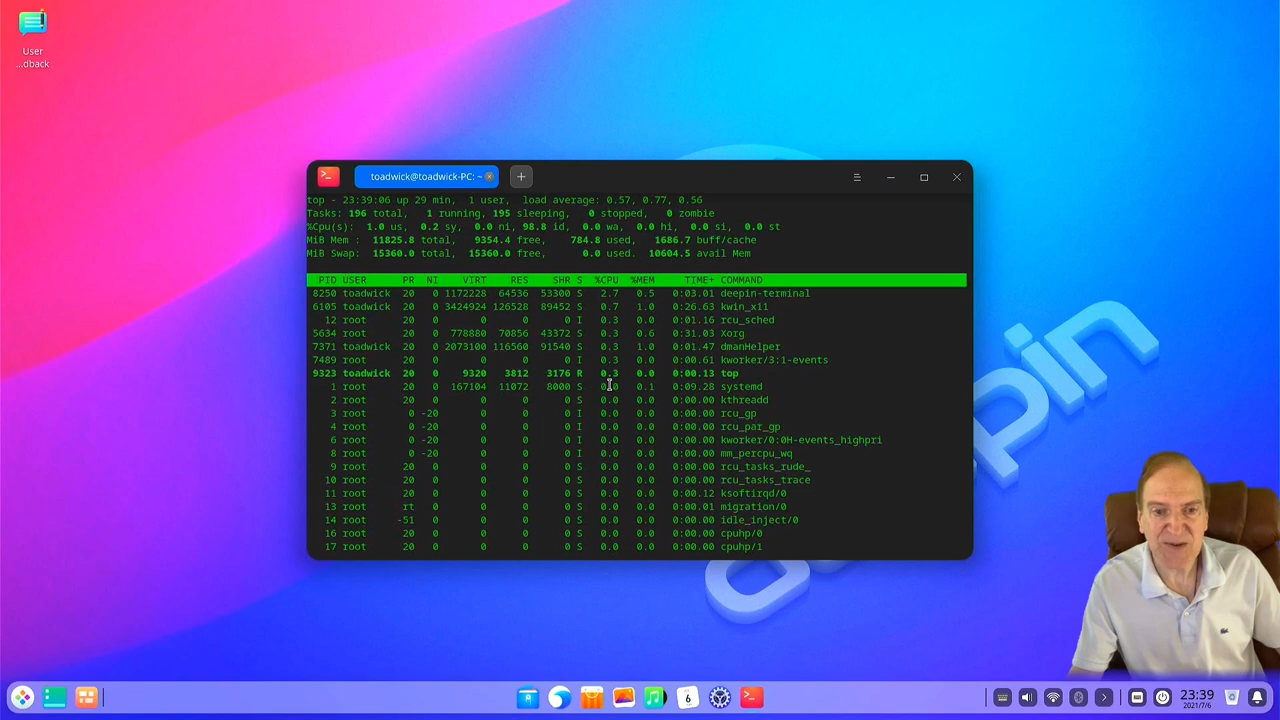 User
...dback
toadwick@toadwick-PC: ~
top - 23:39:06 up 29 min,  1 user,  load average: 0.57, 0.77, 0.56
Tasks: 196 total,   1 running, 195 sleeping,   0 stopped,   0 zombie
%Cpu(s):  1.0 us,  0.2 sy,  0.0 ni, 98.8 id,  0.0 wa,  0.0 hi,  0.0 si,  0.0 st
MiB Mem :  11825.8 total,   9354.4 free,    784.8 used,   1686.7 buff/cache
MiB Swap:  15360.0 total,  15360.0 free,      0.0 used.  10604.5 avail Mem
PID USER PR NI VIRT RES SHR S %CPU %MEM TIME+ COMMAND
8250 toadwick 20 0 1172228 64536 53300 S 2.7 0.5 0:03.01 deepin-terminal
6105 toadwick 20 0 3424924 126528 89452 S 0.7 1.0 0:26.63 kwin_x11
12 root 20 0 0 0 0 I 0.3 0.0 0:01.16 rcu_sched
5634 root 20 0 778880 70856 43372 S 0.3 0.6 0:31.03 Xorg
7371 toadwick 20 0 2073100 116560 91540 S 0.3 1.0 0:01.47 dmanHelper
7489 root 20 0 0 0 0 I 0.3 0.0 0:00.61 kworker/3:1-events
9323 toadwick 20 0 9320 3812 3176 R 0.3 0.0 0:00.13 top
1 root 20 0 167104 11072 8000 S 0.0 0.1 0:09.28 systemd
2 root 20 0 0 0 0 S 0.0 0.0 0:00.00 kthreadd
3 root 0 -20 0 0 0 I 0.0 0.0 0:00.00 rcu_gp
4 root 0 -20 0 0 0 I 0.0 0.0 0:00.00 rcu_par_gp
6 root 0 -20 0 0 0 I 0.0 0.0 0:00.00 kworker/0:0H-events_highpri
8 root 0 -20 0 0 0 I 0.0 0.0 0:00.00 mm_percpu_wq
9 root 20 0 0 0 0 S 0.0 0.0 0:00.00 rcu_tasks_rude_
10 root 20 0 0 0 0 S 0.0 0.0 0:00.00 rcu_tasks_trace
11 root 20 0 0 0 0 S 0.0 0.0 0:00.12 ksoftirqd/0
13 root rt 0 0 0 0 S 0.0 0.0 0:00.01 migration/0
14 root -51 0 0 0 0 S 0.0 0.0 0:00.00 idle_inject/0
16 root 20 0 0 0 0 S 0.0 0.0 0:00.00 cpuhp/0
17 root 20 0 0 0 0 S 0.0 0.0 0:00.00 cpuhp/1
6
23:39
2021/7/6